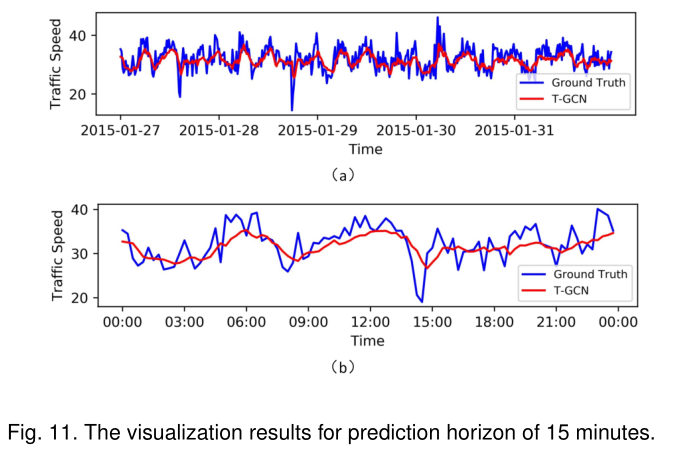 Traffic Speed
40
20
Ground Truth
T-GCN
2015-01-27 2015-01-28 2015-01-29 2015-01-30 2015-01-31
Time
(a)
Traffic Speed
40
30
20
Ground Truth
T-GCN
00:00 03:00 06:00 09:00 12:00 15:00 18:00 21:00 00:00
Time
(b)
Fig. 11. The visualization results for prediction horizon of 15 minutes.